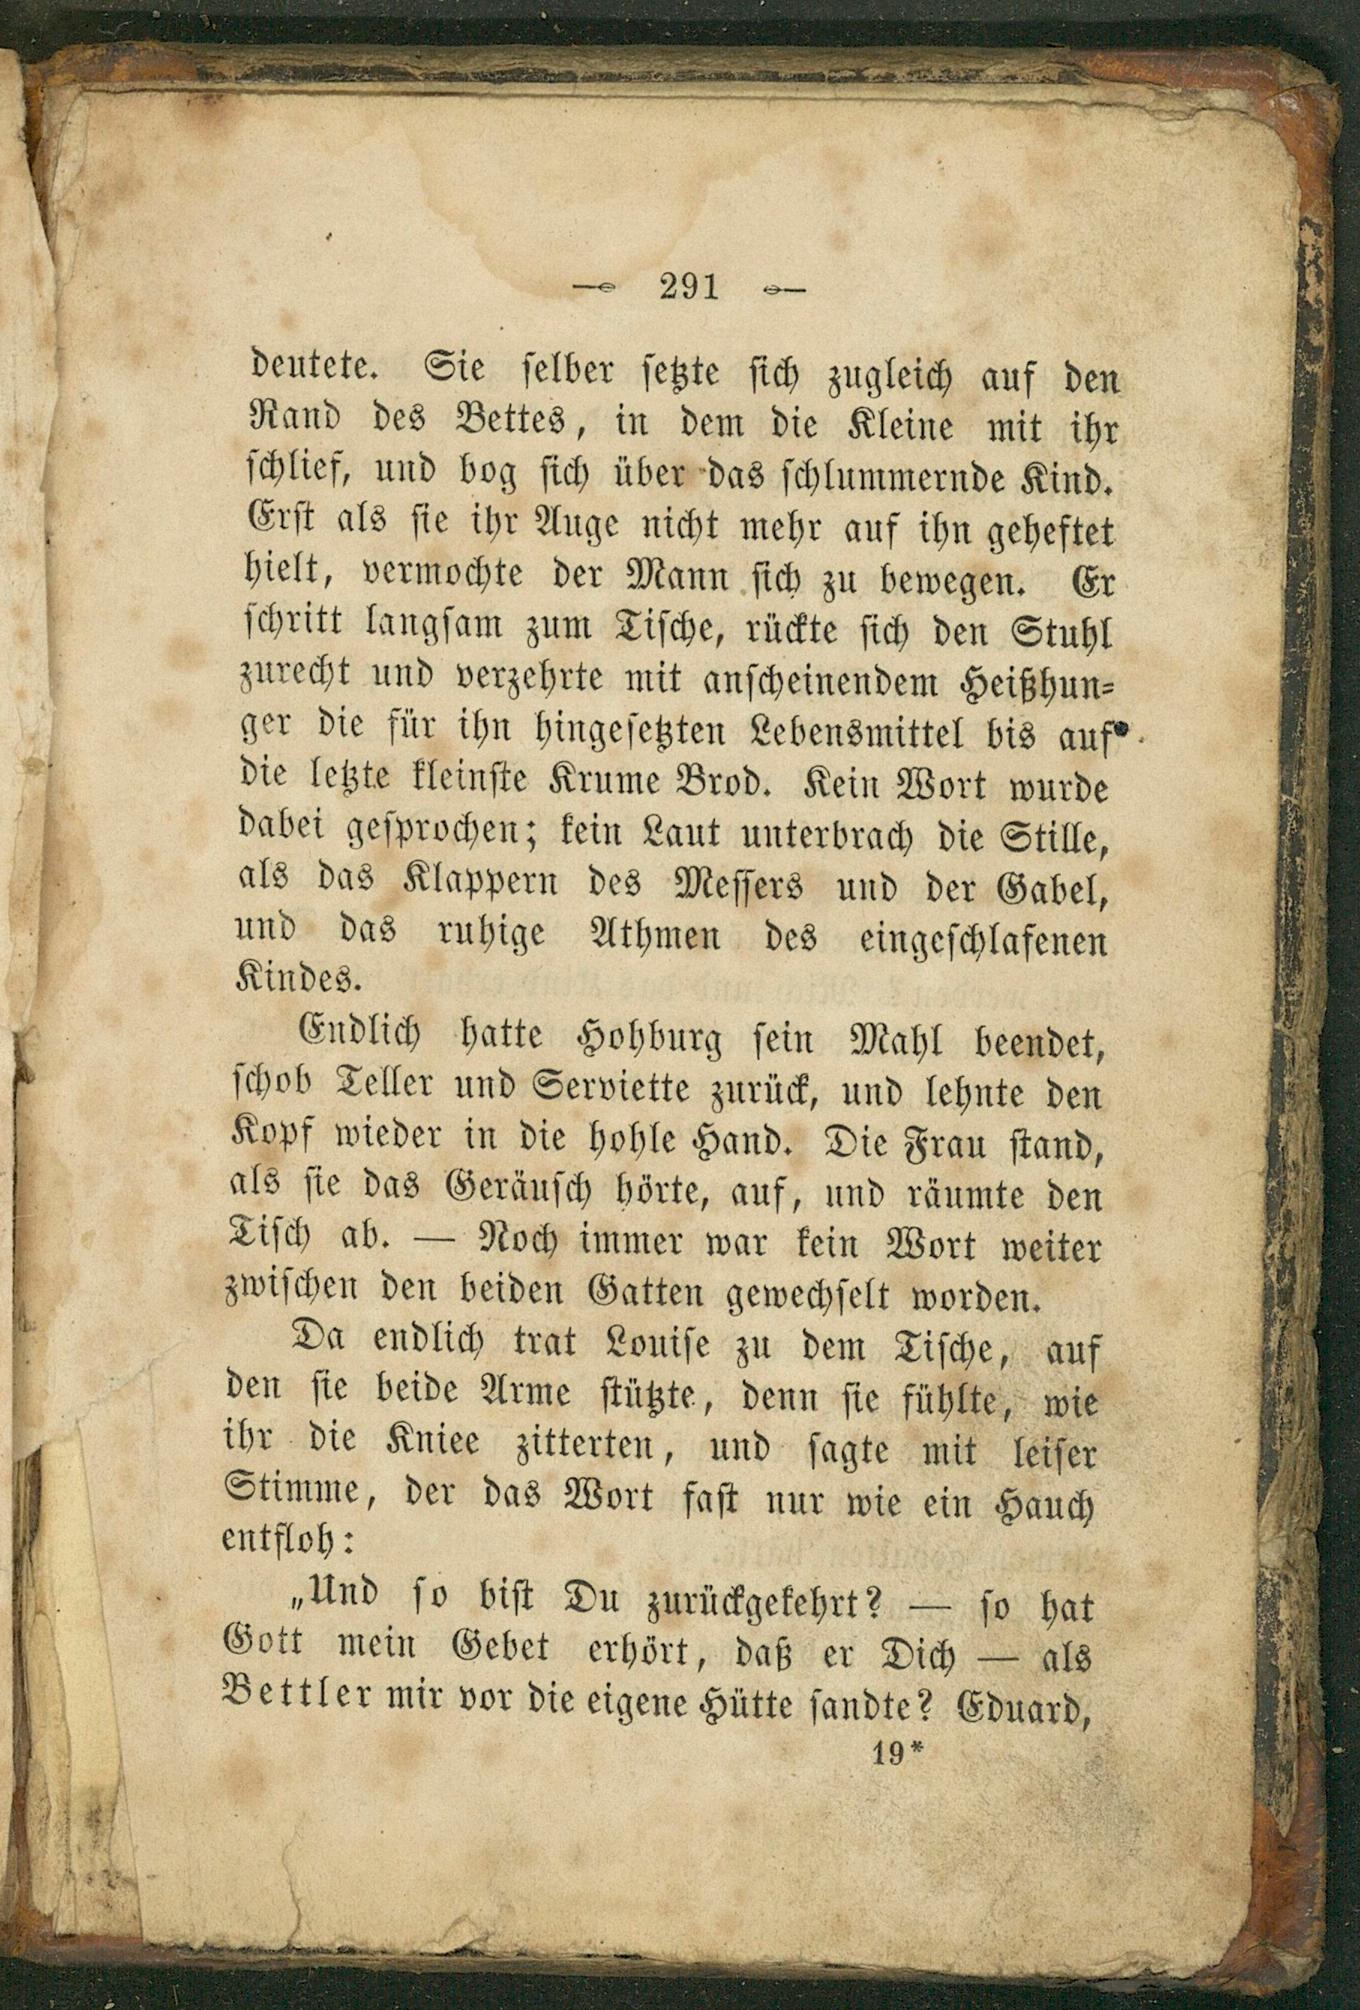 291
deutete. Sie selber setzte sich zugleich auf den
Rand des Bettes, in dem die Kleine mit ihr
schlief, und bog sich über das schlummernde Kind.
Erst als sie ihr Auge nicht mehr auf ihn geheftet
hielt, vermochte der Mann sich zu bewegen. Er
schritt langsam zum Tische, rückte sich den Stuhl
zurecht und verzehrte mit anscheinendem Heißhun-
ger die für ihn hingesetzten Lebensmittel bis auf
die letzte kleinste Krume Brod. Kein Wort wurde
dabei gesprochen; kein Laut unterbrach die Stille,
als das Klappern des Messers und der Gabel,
und das ruhige Athmen des eingeschlafenen
Kindes.
Endlich hatte Hohburg sein Mahl beendet,
schob Teller und Serviette zurück, und lehnte den
Kopf wieder in die hohle Hand. Die Frau stand,
als sie das Geräusch hörte, auf, und räumte den
Tisch ab. — Noch immer war kein Wort weiter
zwischen den beiden Gatten gewechselt worden.
Da endlich trat Louise zu dem Tische, auf
den sie beide Arme stützte, denn sie fühlte, wie
ihr die Kniee zitterten, und sagte mit leiser
Stimme, der das Wort fast nur wie ein Hauch
entfloh:
„Und so bist Du zurückgekehrt? — so hat
Gott mein Gebet erhört, daß er Dich — als
Bettler mir vor die eigene Hütte sandte? Eduard,
19*